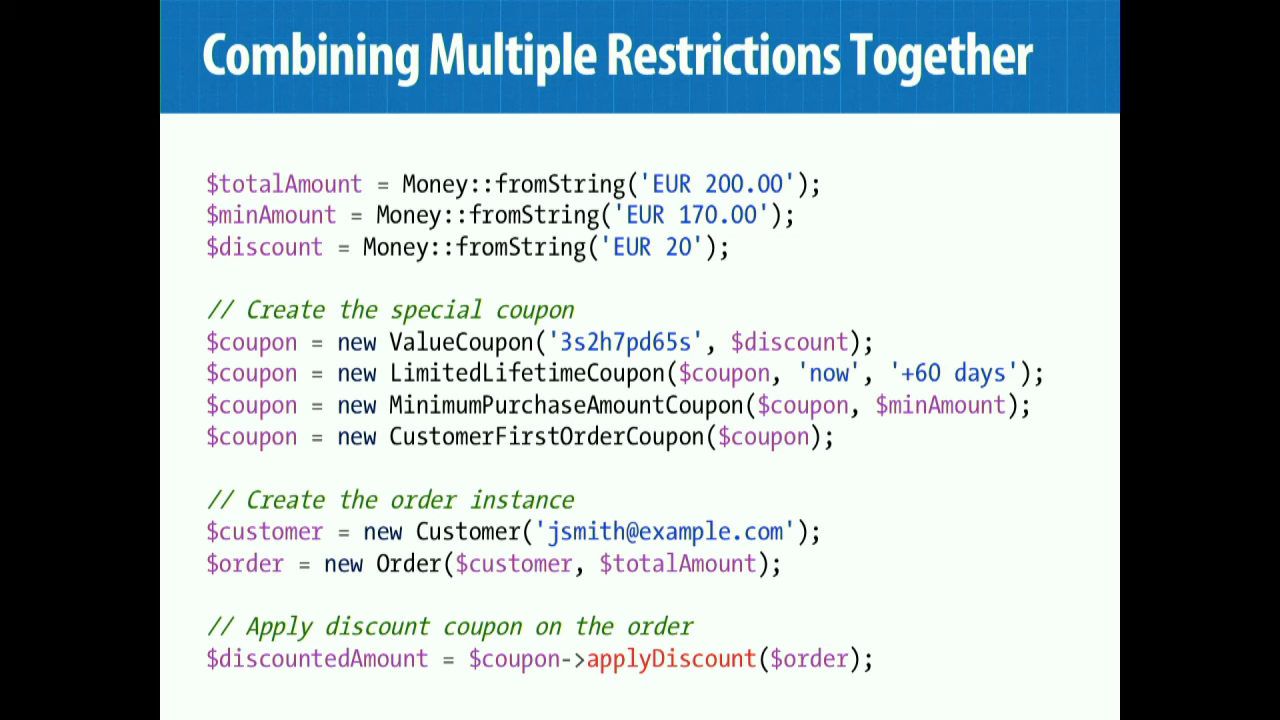 Combining Multiple Restrictions Together
$totalAmount = Money::fromString('EUR 200.00');
$minAmount = Money::fromString('EUR 170.00');
$discount = Money::fromString('EUR 20');
// Create the special coupon
$coupon = new ValueCoupon('3s2h7pd65s', $discount);
$coupon = new LimitedLifetimeCoupon($coupon, 'now', '+60 days');
$coupon = new MinimumPurchaseAmountCoupon($coupon, $minAmount);
$coupon = new CustomerFirstOrderCoupon($coupon);
// Create the order instance
$customer = new Customer('jsmith@example.com');
$order = new Order($customer, $totalAmount);
// Apply discount coupon on the order
$discountedAmount = $coupon->applyDiscount($order);